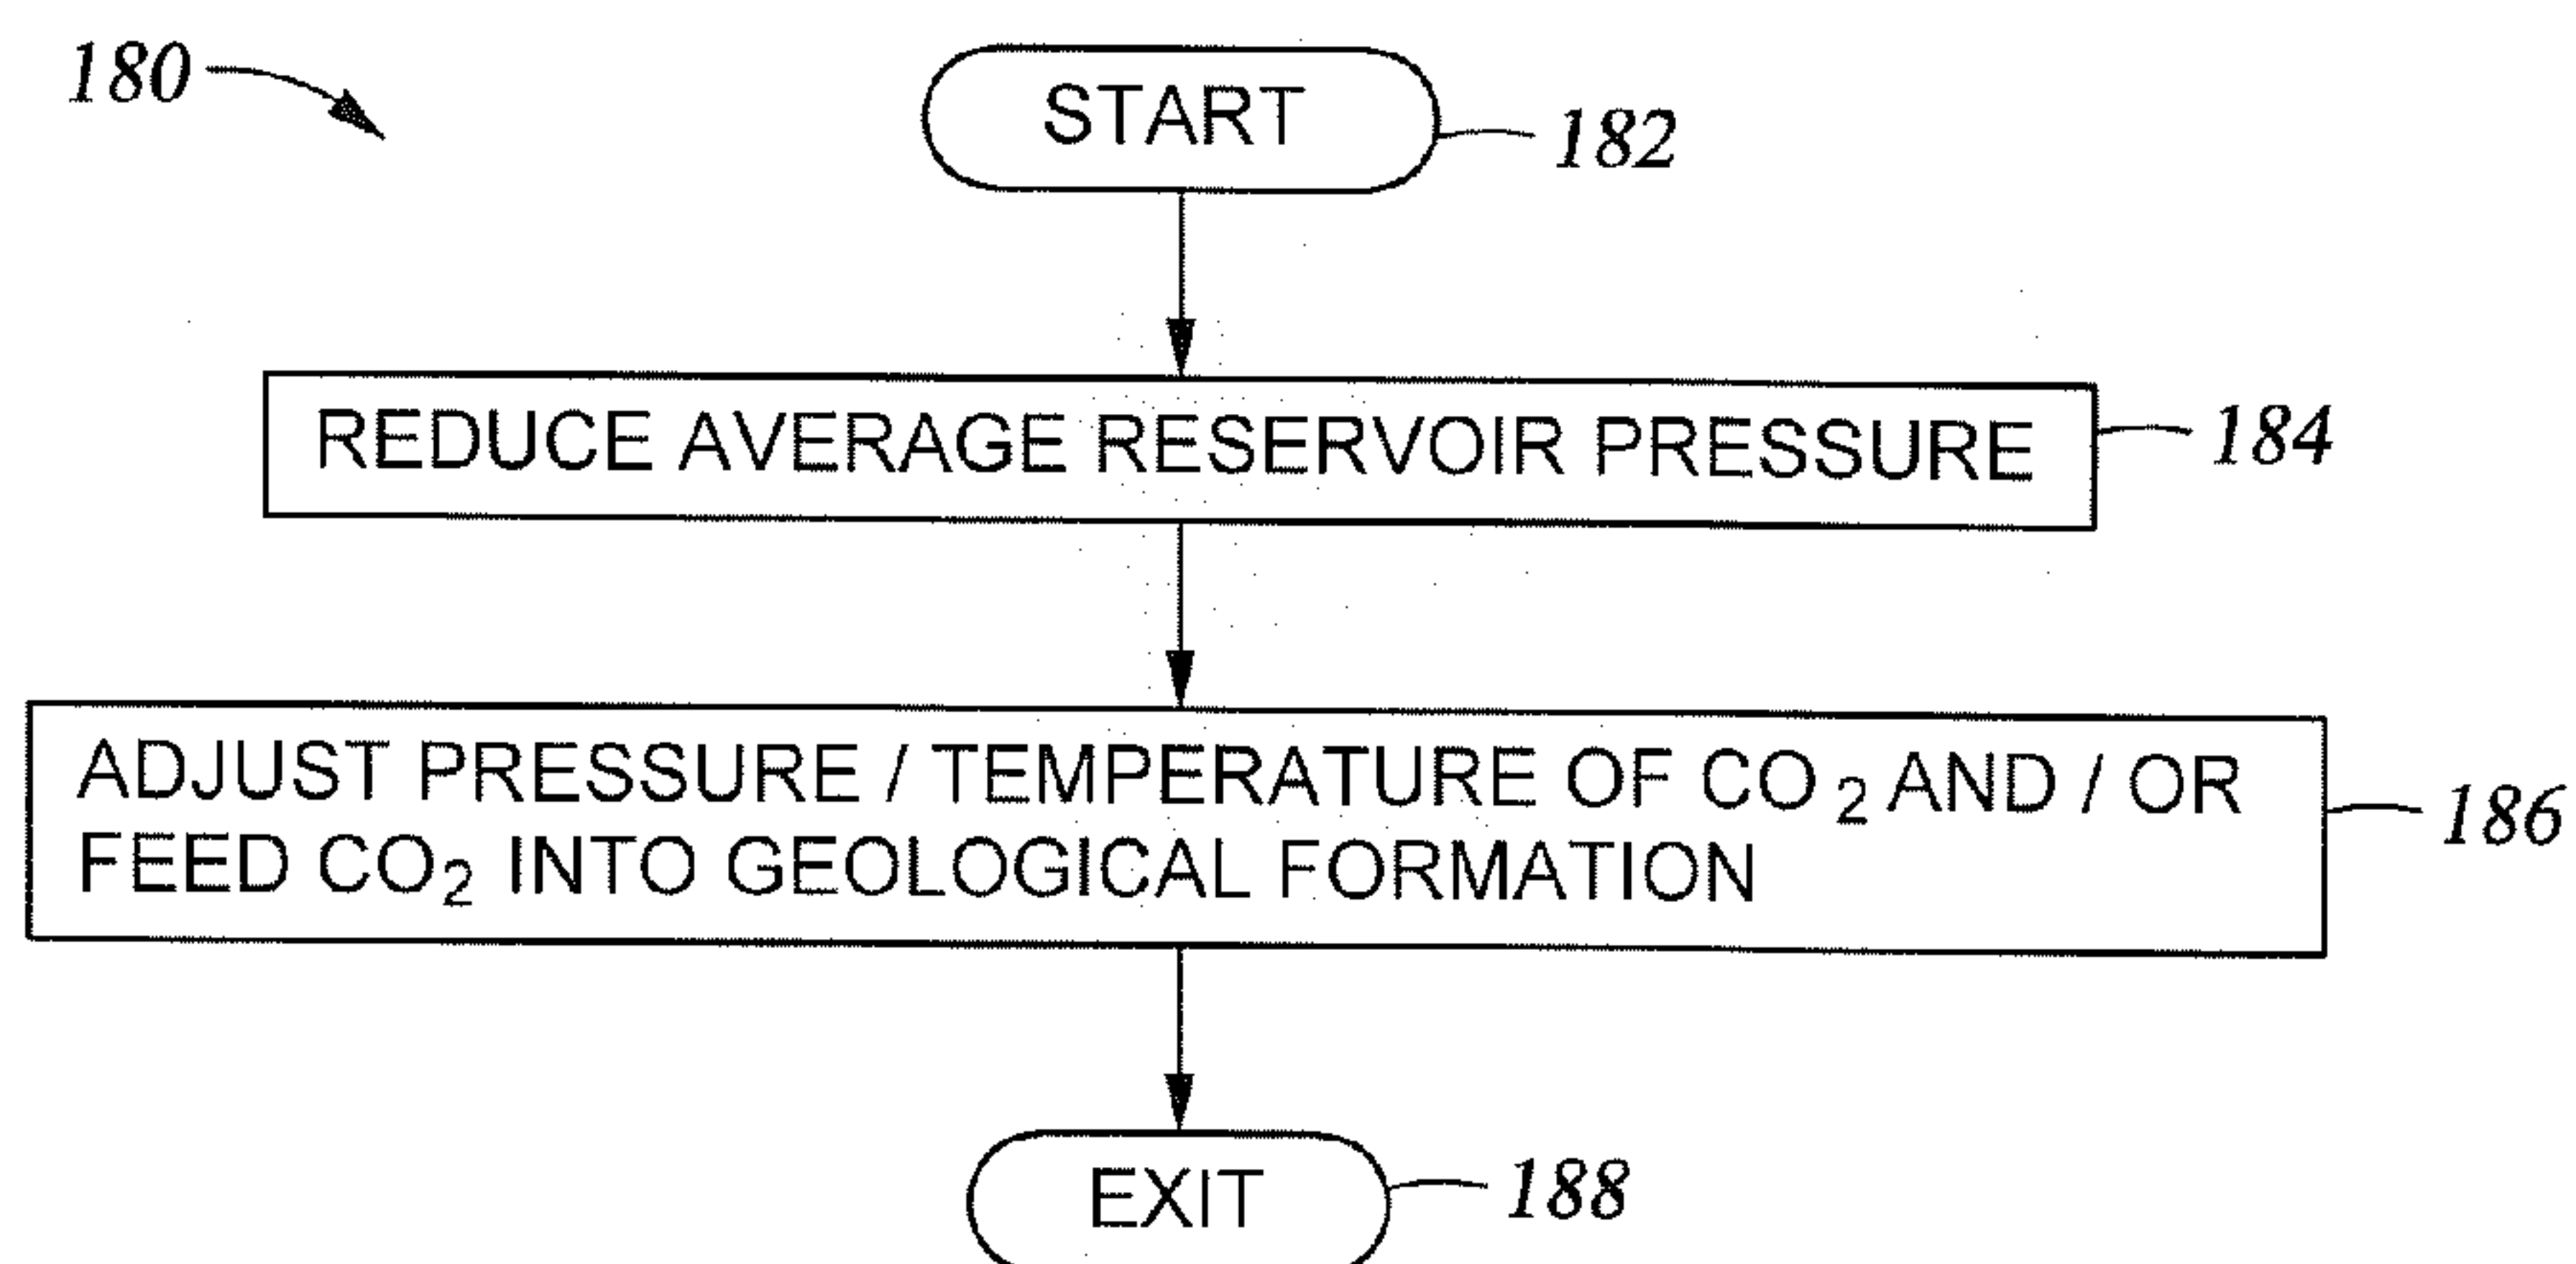 180
START
182
REDUCE AVERAGE RESERVOIR PRESSURE
184
ADJUST PRESSURE / TEMPERATURE OF CO2 AND / OR
FEED CO2 INTO GEOLOGICAL FORMATION
186
EXIT
188